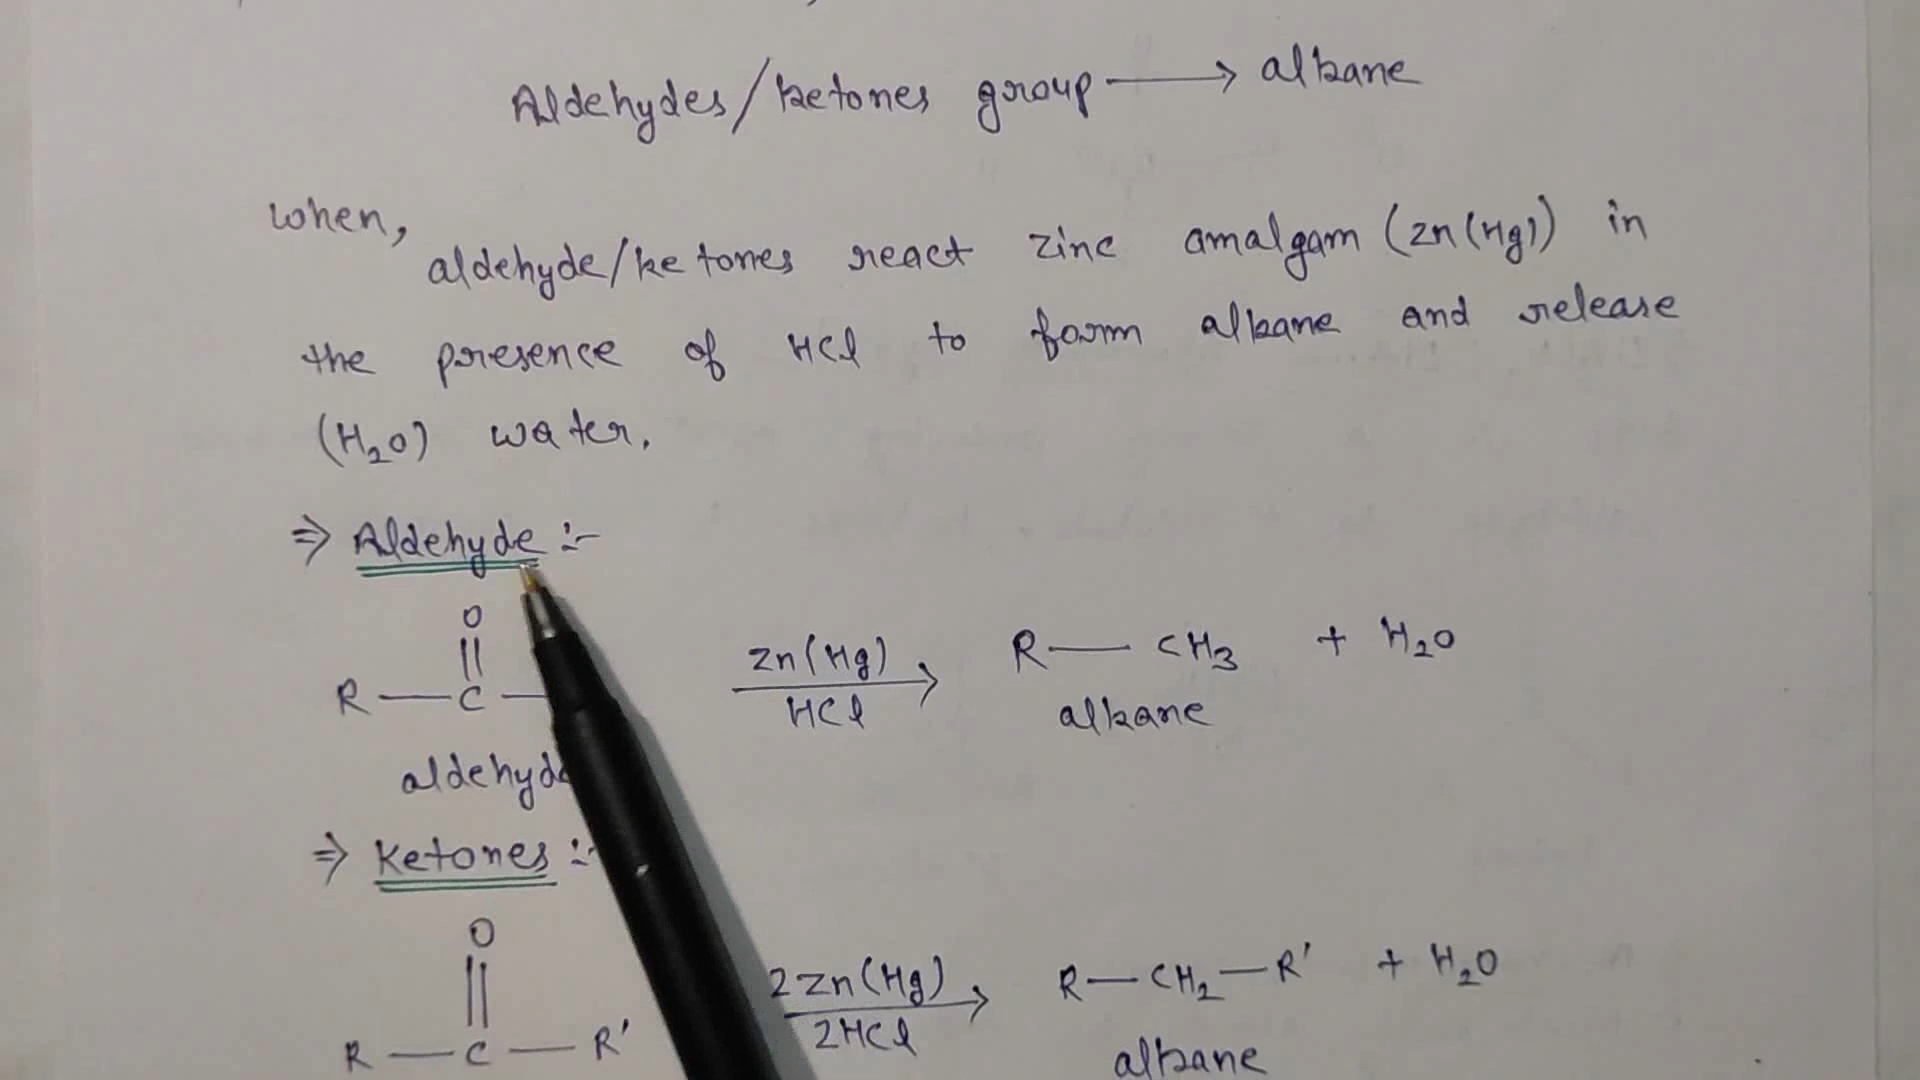 Aldehydes/ketones group ⟶ alkane
when,
aldehyde/ketones react zinc amalgam (zn(Hg)) in
the presence of HCl to form alkane and release
(H₂O) water.
⇒ Aldehyde :-
O
||
R — C —
zn(Hg)
HCl
R — CH₃ + H₂O
alkane
aldehyd
⇒ Ketones :-
O
||
R — C — R'
2zn(Hg)
2HCl
R — CH₂ — R' + H₂O
alkane